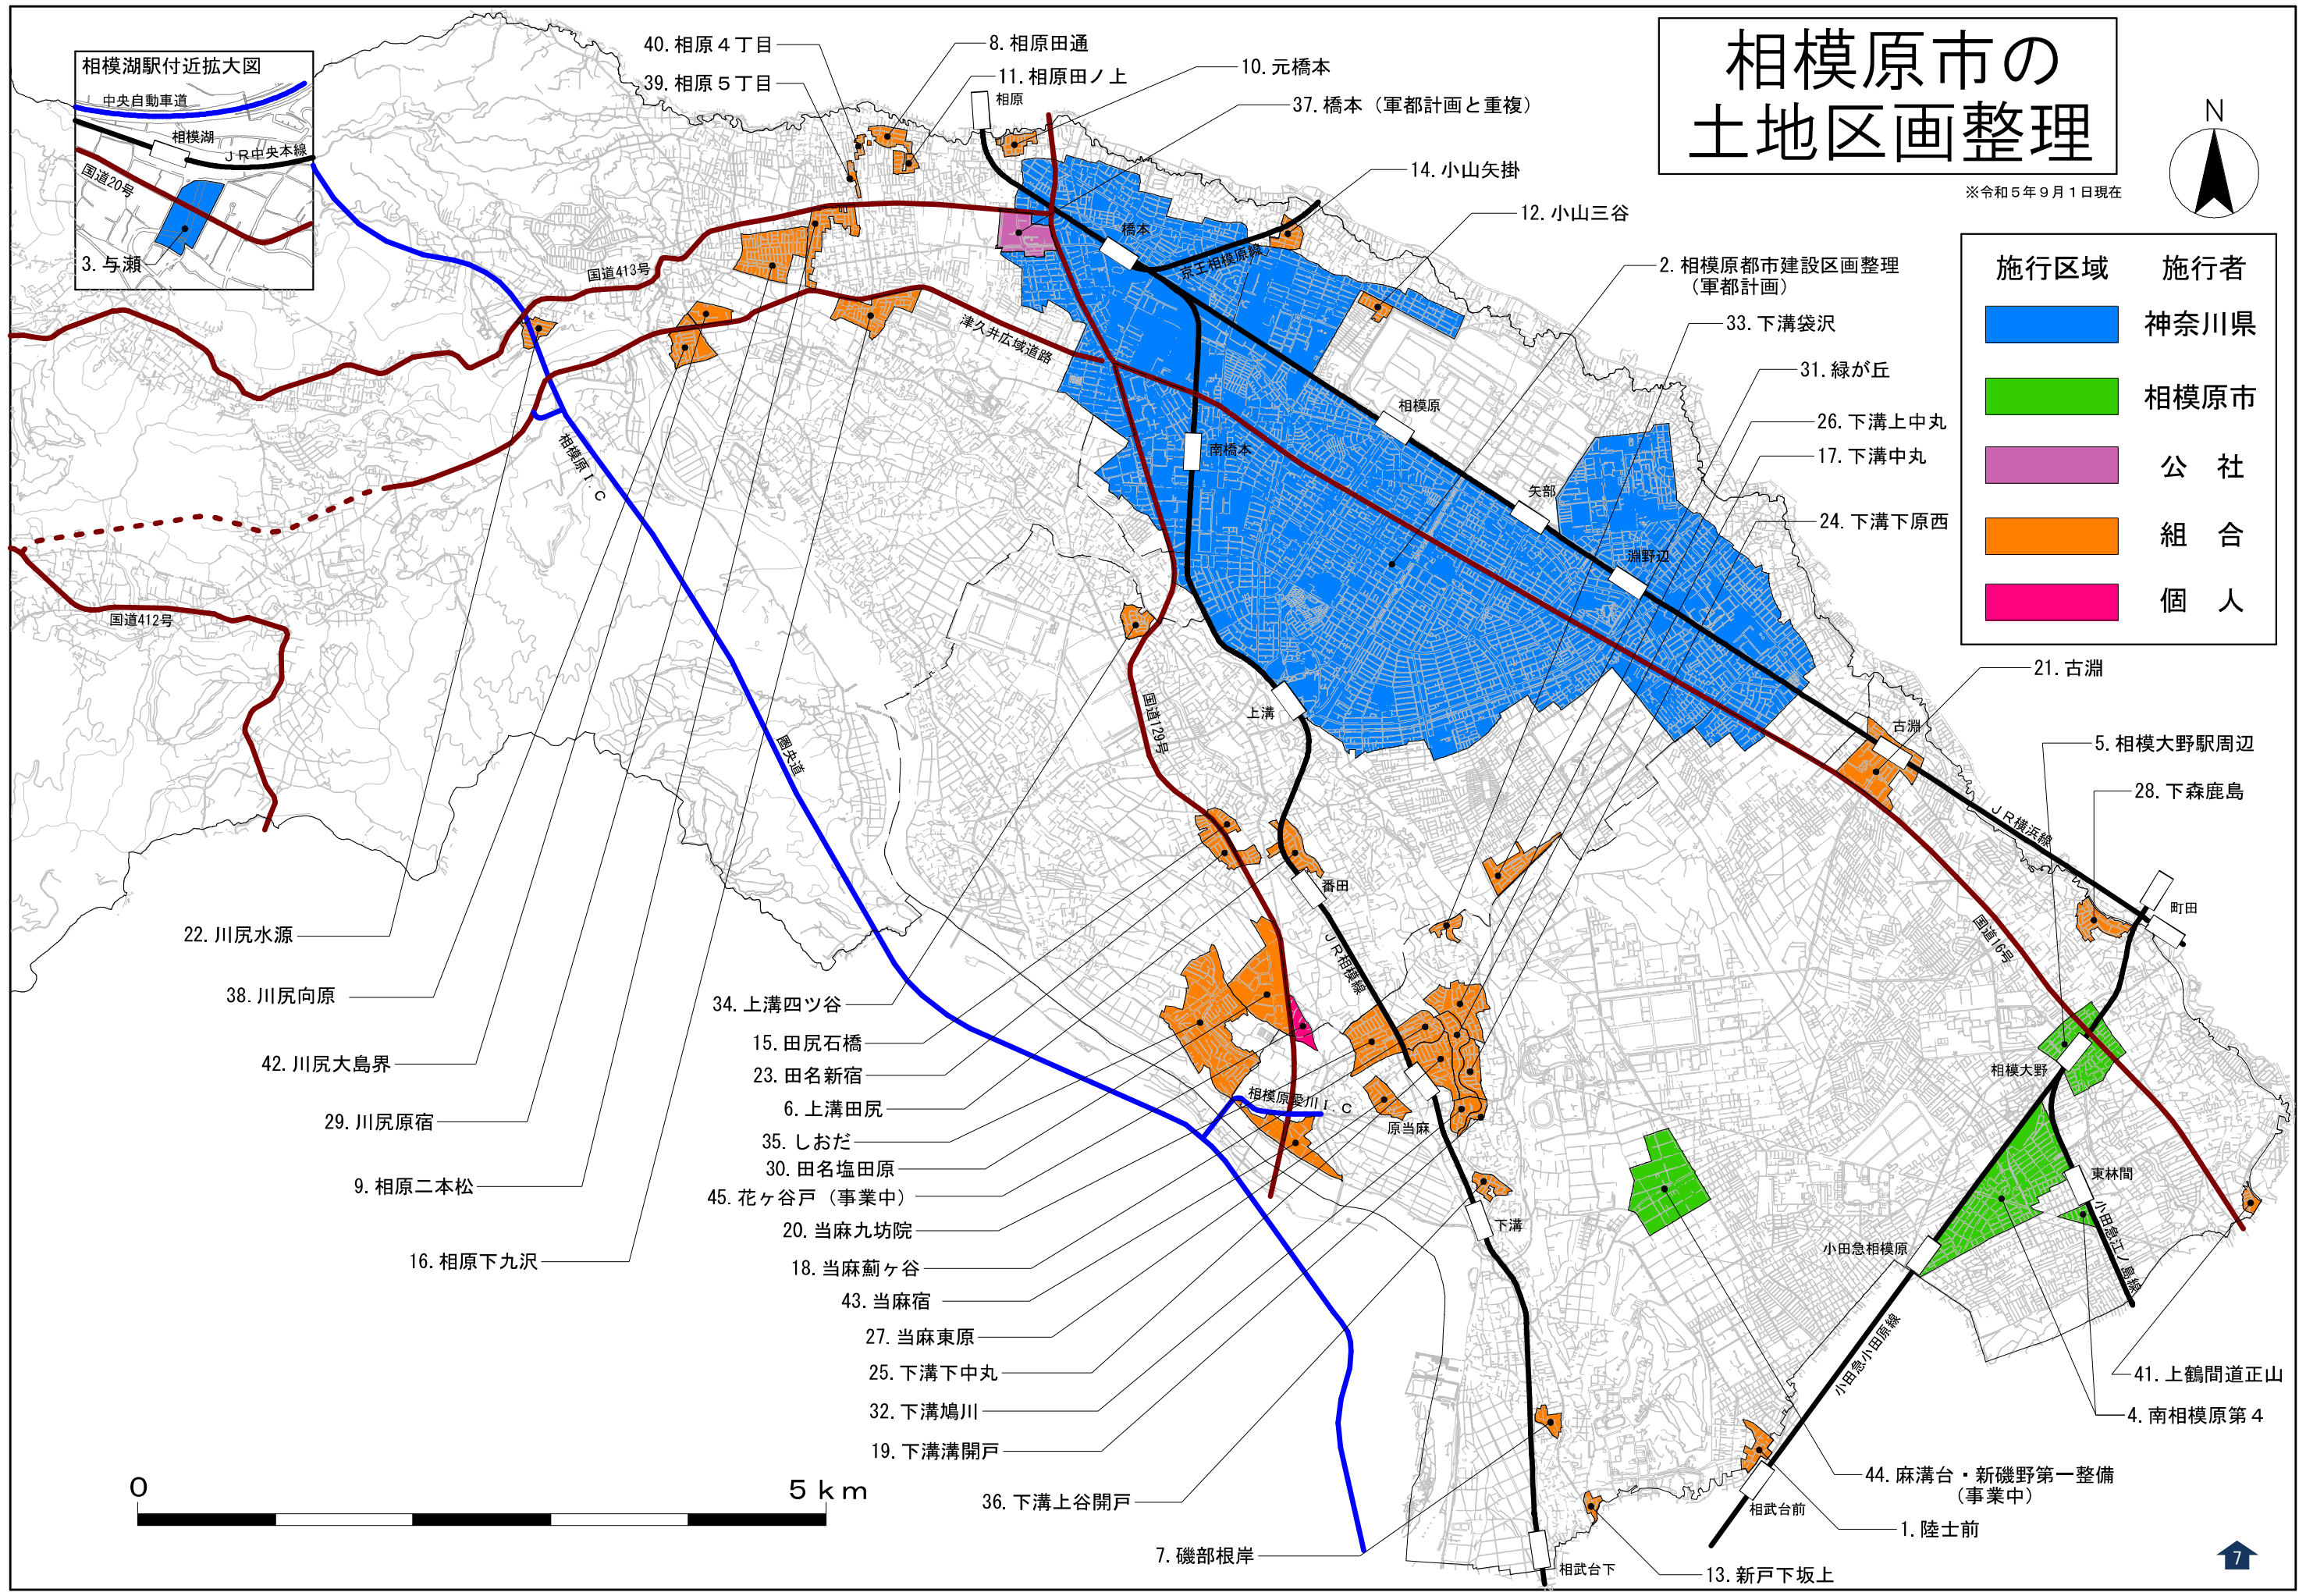 相模原市の
土地区画整理
※令和５年９月１日現在
N
相模湖駅付近拡大図
中央自動車道
相模湖
ＪＲ中央本線
国道20号
3.与瀬
40.相原４丁目
39.相原５丁目
8.相原田通
11.相原田ノ上
10.元橋本
37.橋本（軍都計画と重複）
14.小山矢掛
12.小山三谷
2.相模原都市建設区画整理
（軍都計画）
33.下溝袋沢
31.緑が丘
26.下溝上中丸
17.下溝中丸
24.下溝下原西
21.古淵
5.相模大野駅周辺
28.下森鹿島
施行区域　施行者
神奈川県
相模原市
公　社
組　合
個　人
相原
橋本
京王相模原線
国道413号
津久井広域道路
相模原
南橋本
矢部
淵野辺
相模原Ｉ.Ｃ
国道412号
上溝
国道129号
圏央道
古淵
ＪＲ横浜線
番田
町田
国道16号
ＪＲ相模線
相模大野
相模原愛川Ｉ.Ｃ
原当麻
東林間
下溝
小田急相模原
小田急江ノ島線
小田急小田原線
相武台前
相武台下
22.川尻水源
38.川尻向原
42.川尻大島界
29.川尻原宿
9.相原二本松
16.相原下九沢
34.上溝四ツ谷
15.田尻石橋
23.田名新宿
6.上溝田尻
35.しおだ
30.田名塩田原
45.花ヶ谷戸（事業中）
20.当麻九坊院
18.当麻薊ヶ谷
43.当麻宿
27.当麻東原
25.下溝下中丸
32.下溝鳩川
19.下溝溝開戸
36.下溝上谷開戸
7.磯部根岸
41.上鶴間道正山
4.南相模原第４
44.麻溝台・新磯野第一整備
（事業中）
1.陸士前
13.新戸下坂上
0
5ｋｍ
7